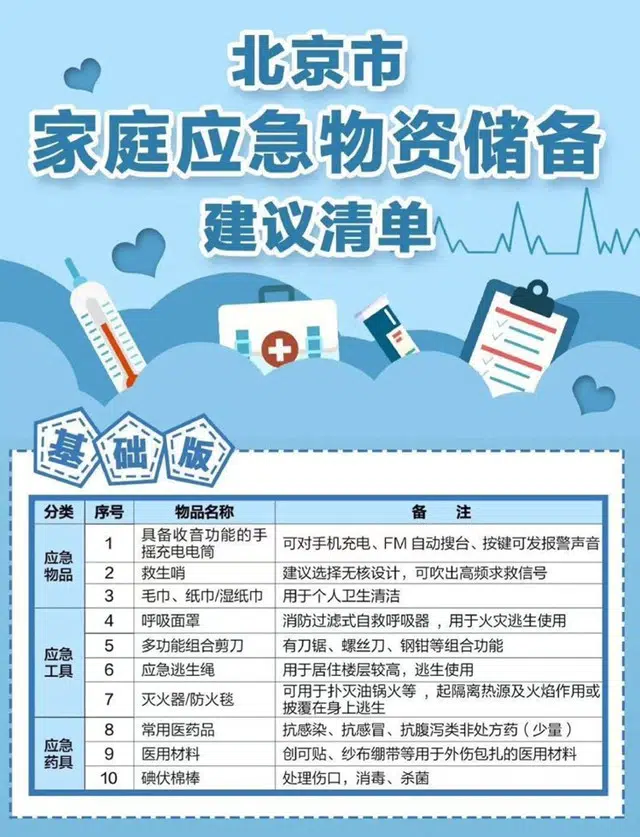 北京市
家庭应急物资储备
建议清单
基础版
分类 序号 物品名称 备 注
应急物品 1 具备收音功能的手摇充电电筒 可对手机充电、FM 自动搜台、按键可发报警声音
2 救生哨 建议选择无核设计，可吹出高频求救信号
3 毛巾、纸巾/湿纸巾 用于个人卫生清洁
应急工具 4 呼吸面罩 消防过滤式自救呼吸器，用于火灾逃生使用
5 多功能组合剪刀 有刀锯、螺丝刀、钢钳等组合功能
6 应急逃生绳 用于居住楼层较高，逃生使用
7 灭火器/防火毯 可用于扑灭油锅火等，起隔离热源及火焰作用或披覆在身上逃生
应急药具 8 常用医药品 抗感染、抗感冒、抗腹泻类非处方药（少量）
9 医用材料 创可贴、纱布绷带等用于外伤包扎的医用材料
10 碘伏棉棒 处理伤口，消毒、杀菌